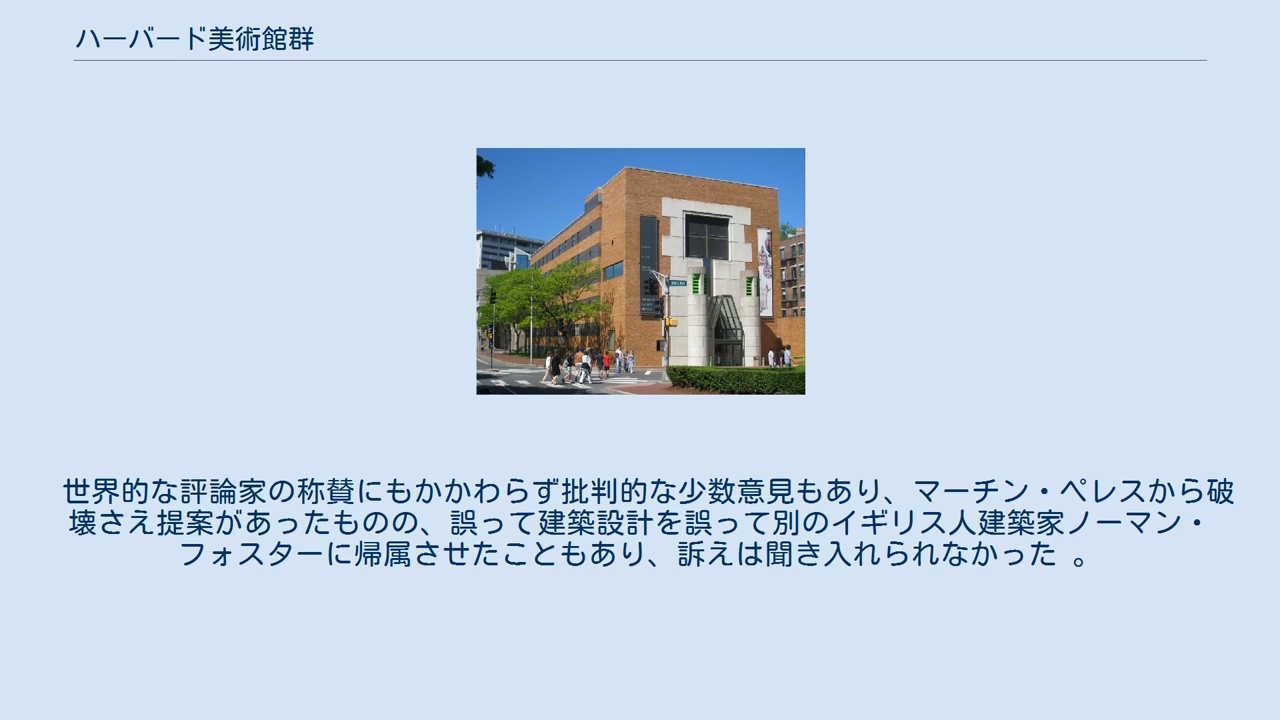 ハーバード美術館群
世界的な評論家の称賛にもかかわらず批判的な少数意見もあり、マーチン・ペレスから破
壊さえ提案があったものの、誤って建築設計を誤って別のイギリス人建築家ノーマン・
フォスターに帰属させたこともあり、訴えは聞き入れられなかった 。